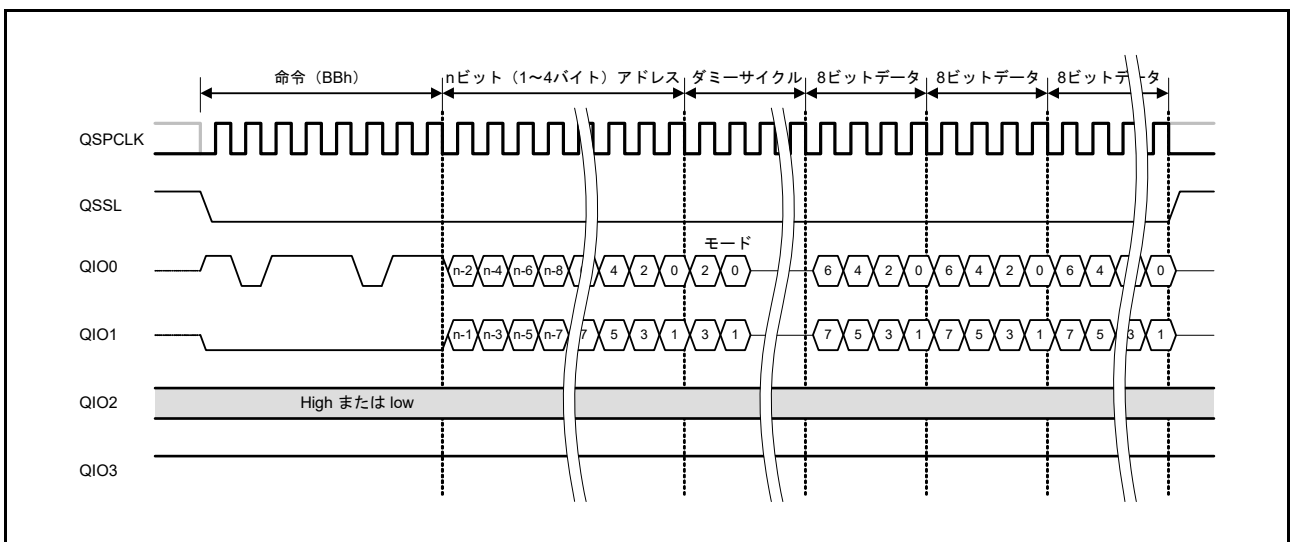 命令（BBh） nビット（1～4バイト）アドレス ダミーサイクル 8ビットデータ 8ビットデータ 8ビットデータ
QSPCLK
QSSL
モード
QIO0 n-2 n-4 n-6 n-8 4 2 0 2 0 6 4 2 0 6 4 2 0 6 4 0
QIO1 n-1 n-3 n-5 n-7 7 5 3 1 3 1 7 5 3 1 7 5 3 1 7 5 3 1
QIO2 High または low
QIO3